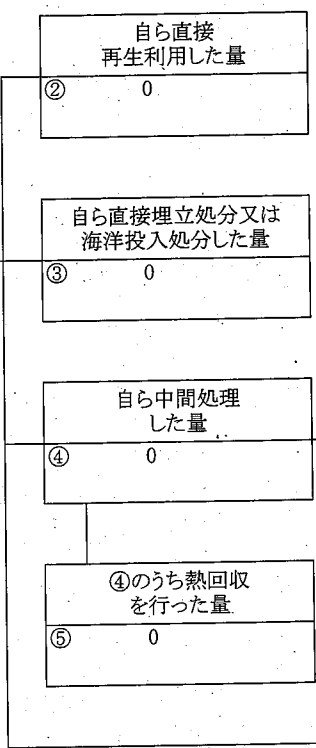 自ら直接
再生利用した量
② 0
自ら直接埋立処分又は
海洋投入処分した量
③ 0
自ら中間処理
した量
④ 0
④のうち熱回収
を行った量
⑤ 0